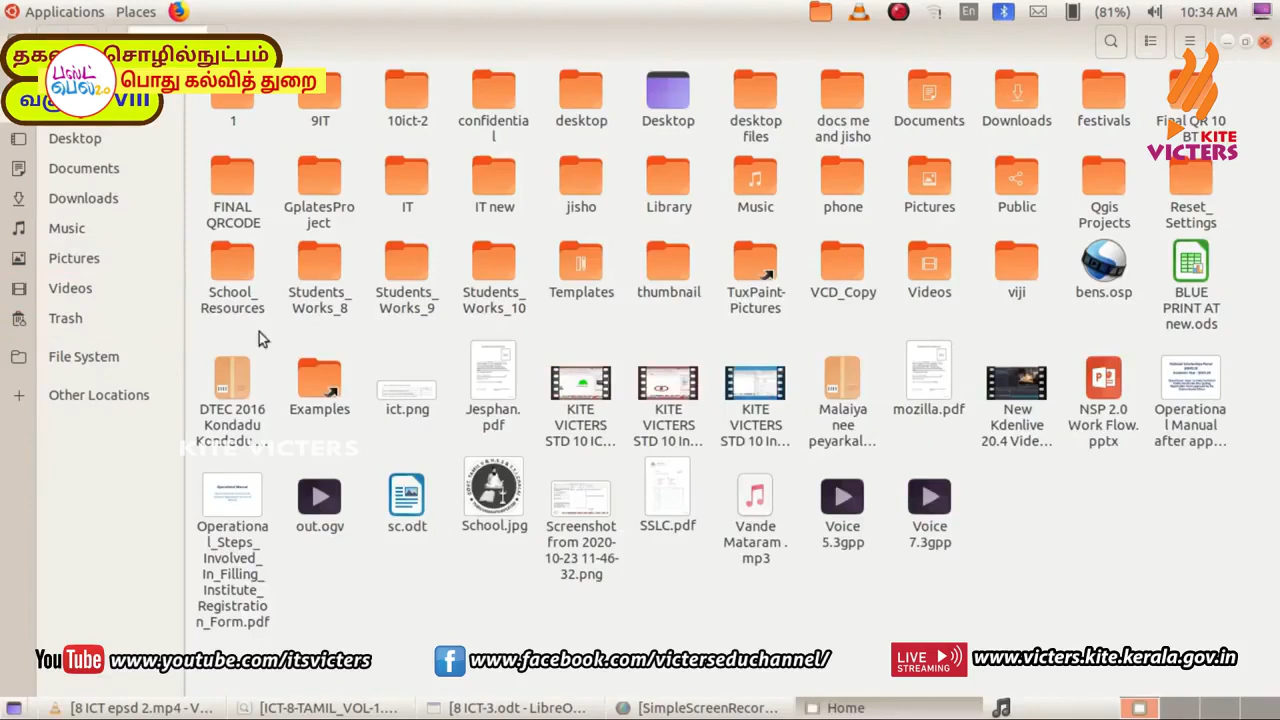 Applications Places En (81%) 10:34 AM
பொது கல்வித் துறை
பஸ்ட் பெல் 2.0
VIII
KITE VICTERS
1 9IT 10ict-2 confidential desktop Desktop desktop files docs me and jisho Documents Downloads festivals Final QR 10 BT
Desktop
Documents
Downloads
Music
Pictures
Videos
Trash
File System
Other Locations
FINAL QRCODE GplatesProject IT IT new jisho Library Music phone Pictures Public Qgis Projects Reset_Settings
School_Resources Students_Works_8 Students_Works_9 Students_Works_10 Templates thumbnail TuxPaint-Pictures VCD_Copy Videos viji bens.osp BLUE PRINT AT new.ods
DTEC 2016 Kondadu Kondadu... Examples ict.png Jesphan.pdf KITE VICTERS STD 10 IC... KITE VICTERS STD 10 In... KITE VICTERS STD 10 In... Malaiyanee peyarkal... mozilla.pdf New Kdenlive 20.4 Vide... NSP 2.0 Work Flow.pptx Operational Manual after app...
KITE VICTERS
Operational_Steps_Involved_In_Filling_Institute_Registration_Form.pdf out.ogv sc.odt School.jpg Screenshot from 2020-10-23 11-46-32.png SSLC.pdf Vande Mataram .mp3 Voice 5.3gpp Voice 7.3gpp
YouTube www.youtube.com/itsvicters www.facebook.com/victerseduchannel/ LIVE STREAMING www.victers.kite.kerala.gov.in
[8 ICT epsd 2.mp4 - V... [ICT-8-TAMIL_VOL-1.... [8 ICT-3.odt - LibreO... [SimpleScreenRecor... Home